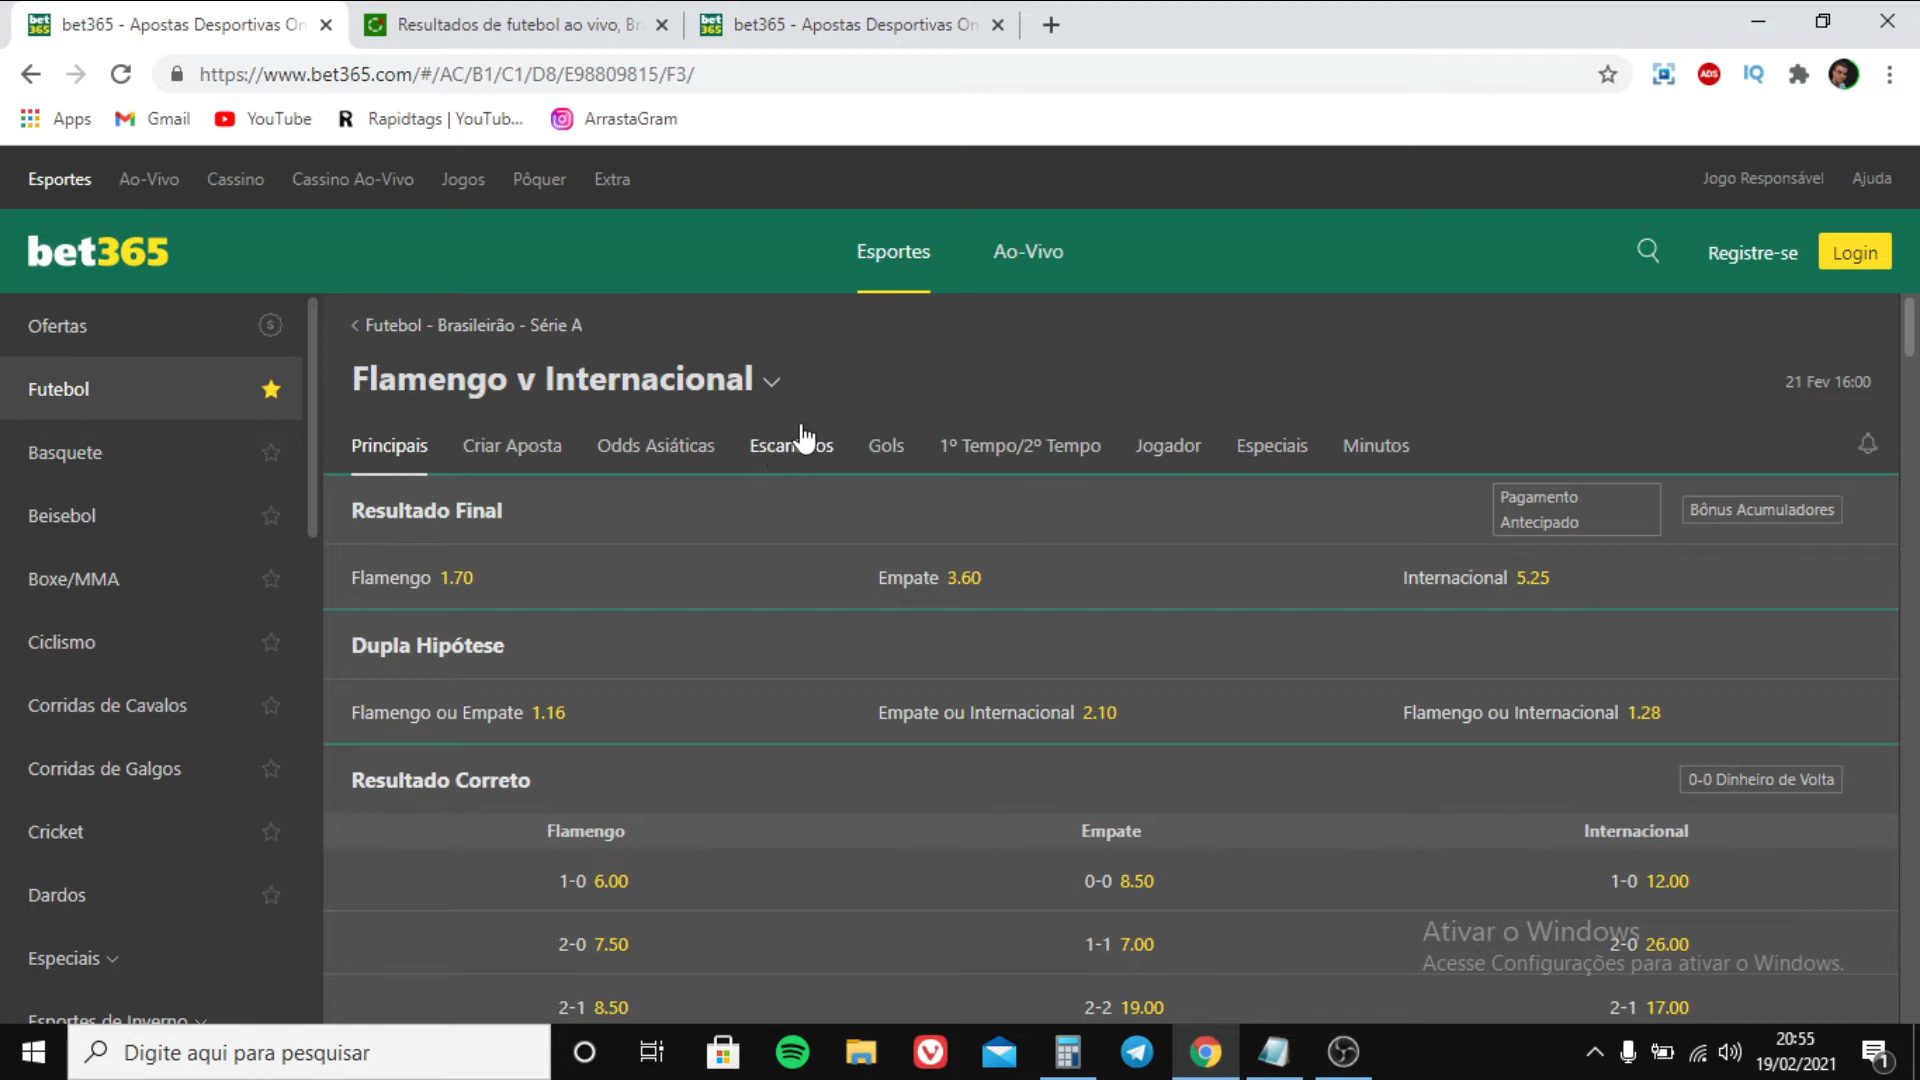 bet365 - Apostas Desportivas On
Resultados de futebol ao vivo, Br
bet365 - Apostas Desportivas On
https://www.bet365.com/#/AC/B1/C1/D8/E98809815/F3/
ADS
IQ
Apps
Gmail
YouTube
Rapidtags | YouTub...
ArrastaGram
Esportes
Ao-Vivo
Cassino
Cassino Ao-Vivo
Jogos
Pôquer
Extra
Jogo Responsável
Ajuda
bet365
Esportes
Ao-Vivo
Registre-se
Login
Ofertas
Futebol
Basquete
Beisebol
Boxe/MMA
Ciclismo
Corridas de Cavalos
Corridas de Galgos
Cricket
Dardos
Especiais
Esportes de Inverno
Futebol - Brasileirão - Série A
Flamengo v Internacional
21 Fev 16:00
Principais
Criar Aposta
Odds Asiáticas
Gols
1º Tempo/2º Tempo
Jogador
Especiais
Minutos
Resultado Final
Pagamento
Antecipado
Bônus Acumuladores
Flamengo 1.70
Empate 3.60
Internacional 5.25
Dupla Hipótese
Flamengo ou Empate 1.16
Empate ou Internacional 2.10
Flamengo ou Internacional 1.28
Resultado Correto
0-0 Dinheiro de Volta
Flamengo
Empate
Internacional
1-0 6.00
0-0 8.50
1-0 12.00
2-0 7.50
1-1 7.00
2-0 26.00
2-1 8.50
2-2 19.00
2-1 17.00
Ativar o Windows
Acesse Configurações para ativar o Windows.
Digite aqui para pesquisar
20:55
19/02/2021
1